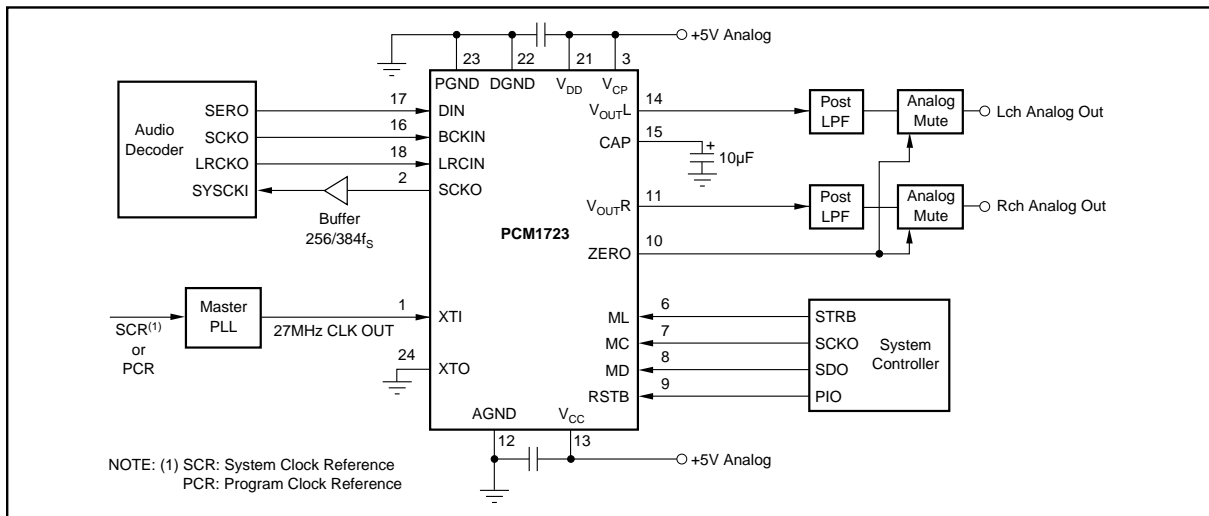 +5V Analog
23
22
21
3
PGND
DGND
VDD
VCP
Audio
Decoder
SERO
SCKO
LRCKO
SYSCKI
17
16
18
2
DIN
BCKIN
LRCIN
SCKO
Buffer
256/384fS
PCM1723
VOUTL
14
CAP
15
+
10µF
VOUTR
11
ZERO
10
Post
LPF
Analog
Mute
Lch Analog Out
Post
LPF
Analog
Mute
Rch Analog Out
SCR(1)
or
PCR
Master
PLL
27MHz CLK OUT
1
XTI
24
XTO
ML
6
STRB
MC
7
SCKO
MD
8
SDO
RSTB
9
PIO
System
Controller
AGND
VCC
12
13
+5V Analog
NOTE: (1) SCR: System Clock Reference
PCR: Program Clock Reference